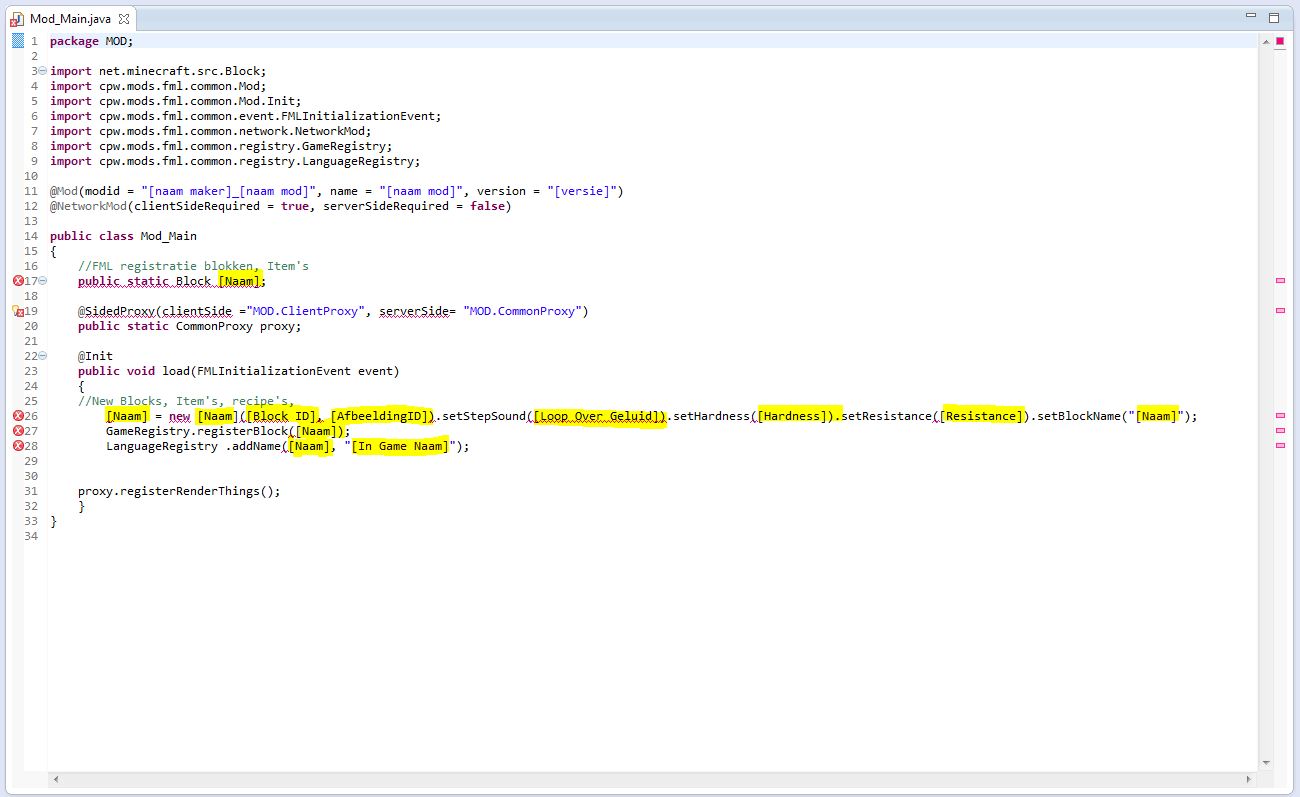 Mod_Main.java
1 package MOD;
2
3 import net.minecraft.src.Block;
4 import cpw.mods.fml.common.Mod;
5 import cpw.mods.fml.common.Mod.Init;
6 import cpw.mods.fml.common.event.FMLInitializationEvent;
7 import cpw.mods.fml.common.network.NetworkMod;
8 import cpw.mods.fml.common.registry.GameRegistry;
9 import cpw.mods.fml.common.registry.LanguageRegistry;
10
11 @Mod(modid = "[naam maker]_[naam mod]", name = "[naam mod]", version = "[versie]")
12 @NetworkMod(clientSideRequired = true, serverSideRequired = false)
13
14 public class Mod_Main
15 {
16 //FML registratie blokken, Item's
17 public static Block [Naam];
18
19 @SidedProxy(clientSide ="MOD.ClientProxy", serverSide= "MOD.CommonProxy")
20 public static CommonProxy proxy;
21
22 @Init
23 public void load(FMLInitializationEvent event)
24 {
25 //New Blocks, Item's, recipe's,
26 [Naam] = new [Naam]([Block ID], [AfbeeldingID]).setStepSound([Loop Over Geluid]).setHardness([Hardness]).setResistance([Resistance]).setBlockName("[Naam]");
27 GameRegistry.registerBlock([Naam]);
28 LanguageRegistry .addName([Naam], "[In Game Naam]");
29
30
31 proxy.registerRenderThings();
32 }
33 }
34